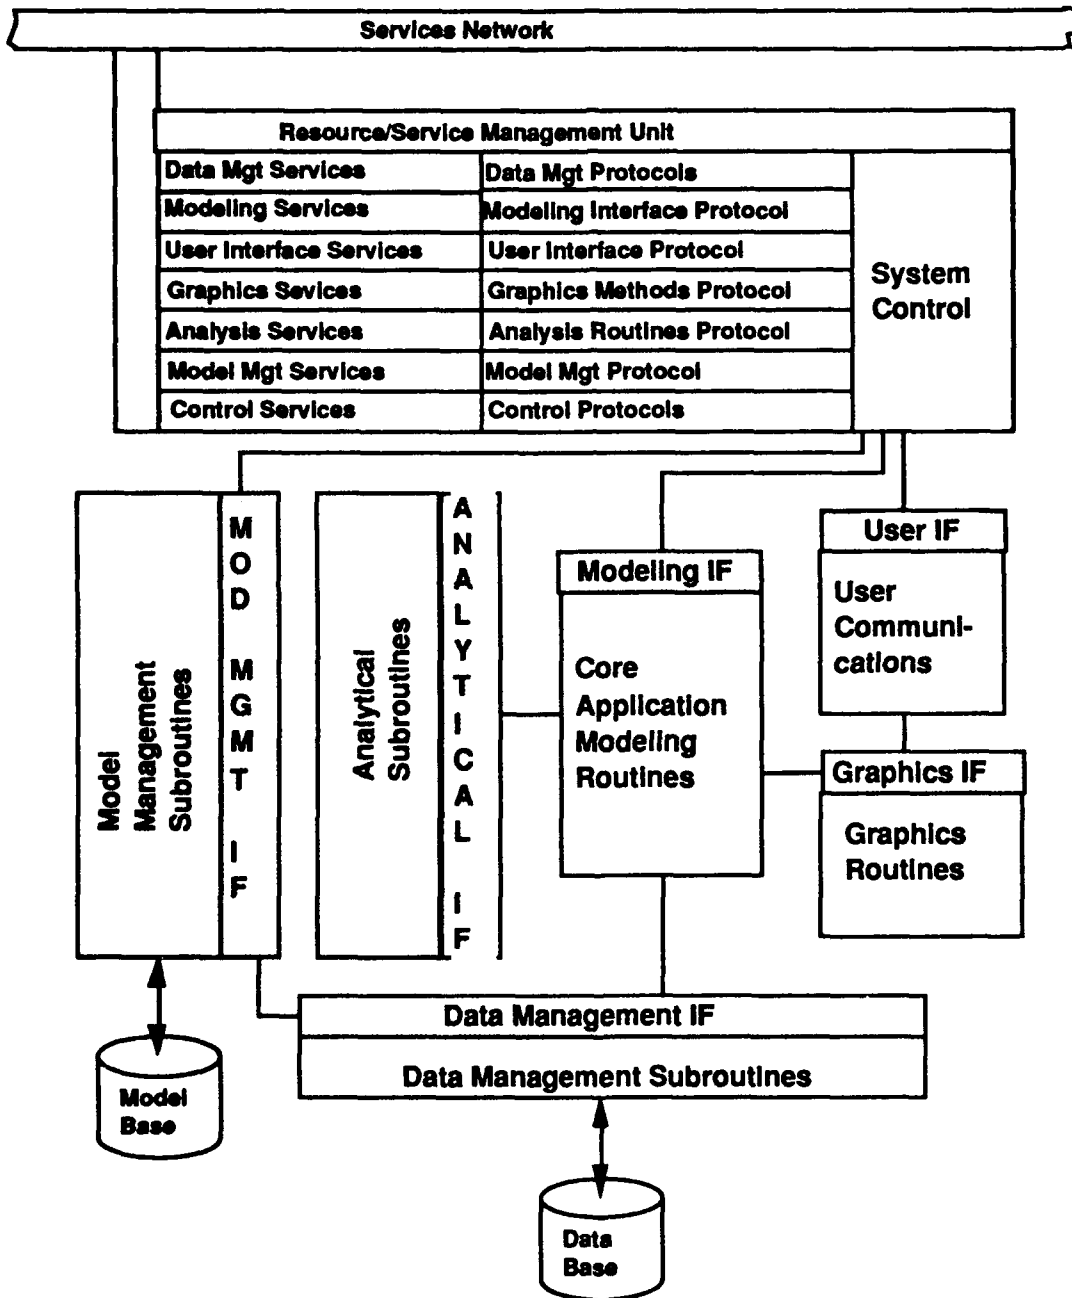 Services Network
Resource/Service Management Unit
Data Mgt Services
Data Mgt Protocols
Modeling Services
Modeling Interface Protocol
User Interface Services
User Interface Protocol
Graphics Sevices
Graphics Methods Protocol
Analysis Services
Analysis Routines Protocol
Model Mgt Services
Model Mgt Protocol
Control Services
Control Protocols
System
Control
Model
Management
Subroutines
MOD MGMT IF
Analytical
Subroutines
ANALYTICAL IF
Modeling IF
Core
Application
Modeling
Routines
User IF
User
Communi-
cations
Graphics IF
Graphics
Routines
Data Management IF
Data Management Subroutines
Model
Base
Data
Base